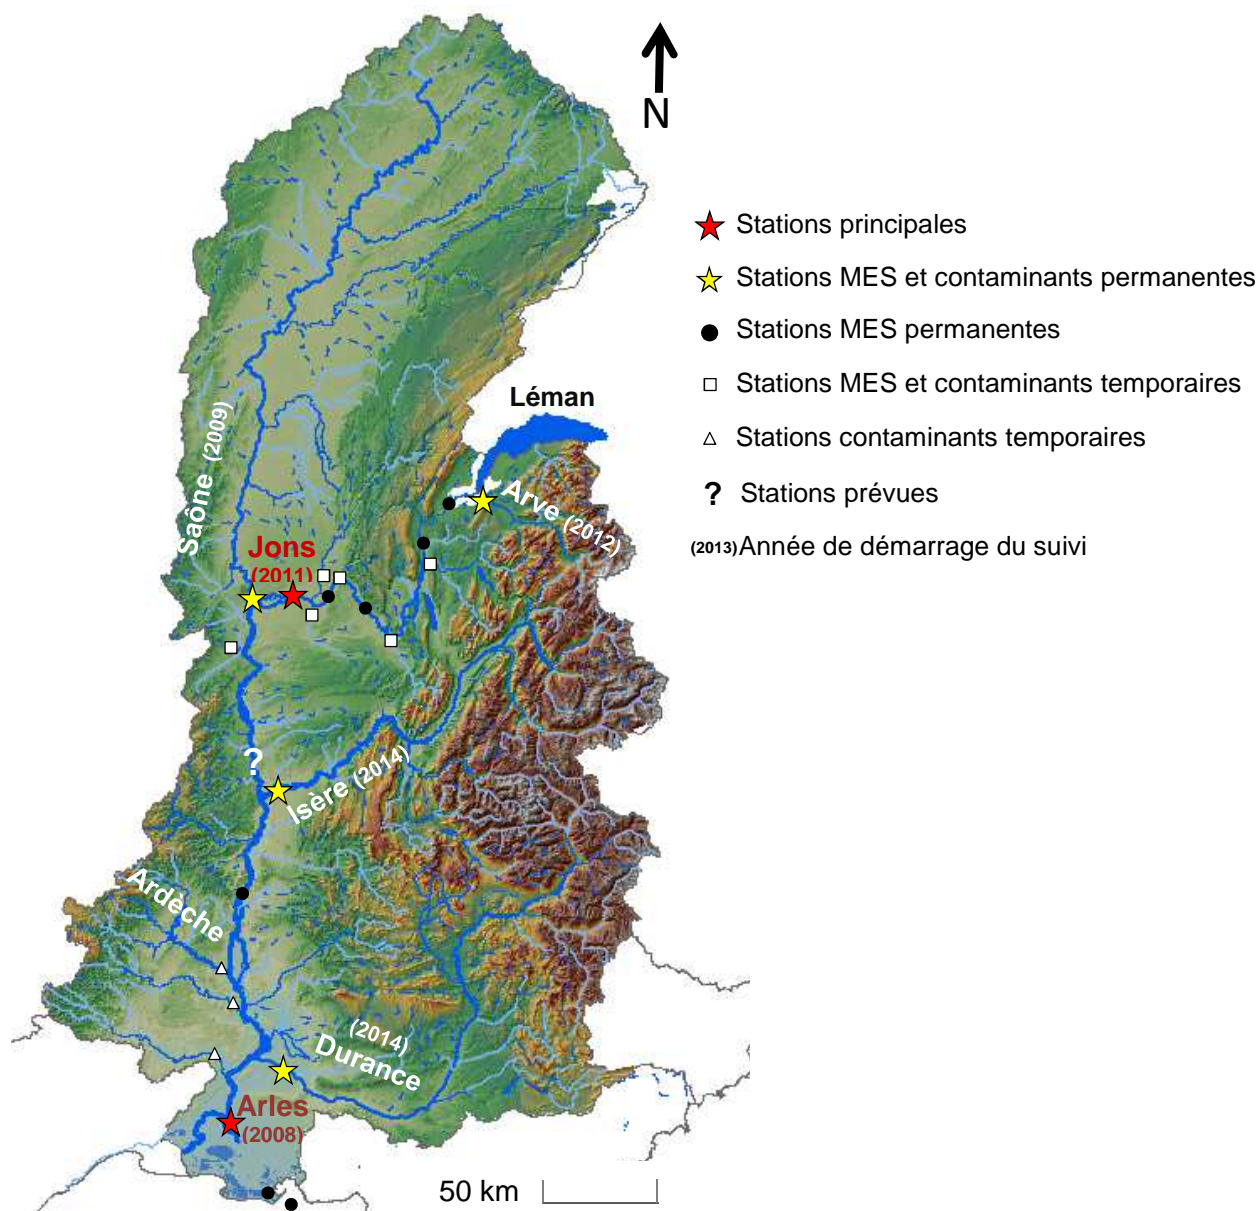 N
Stations principales
Stations MES et contaminants permanentes
Stations MES permanentes
Stations MES et contaminants temporaires
Stations contaminants temporaires
? Stations prévues
(2013) Année de démarrage du suivi
Léman
Saône (2009)
Arve (2012)
Jons
(2011)
?
Isère (2014)
Ardèche
(2014)
Durance
Arles
(2008)
50 km